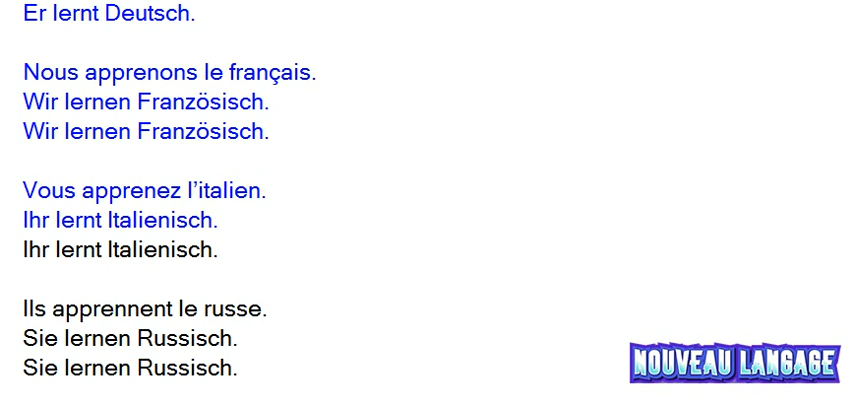 Er lernt Deutsch.
Nous apprenons le français.
Wir lernen Französisch.
Wir lernen Französisch.
Vous apprenez l’italien.
Ihr lernt Italienisch.
Ihr lernt Italienisch.
Ils apprennent le russe.
Sie lernen Russisch.
Sie lernen Russisch.
NOUVEAU LANGAGE